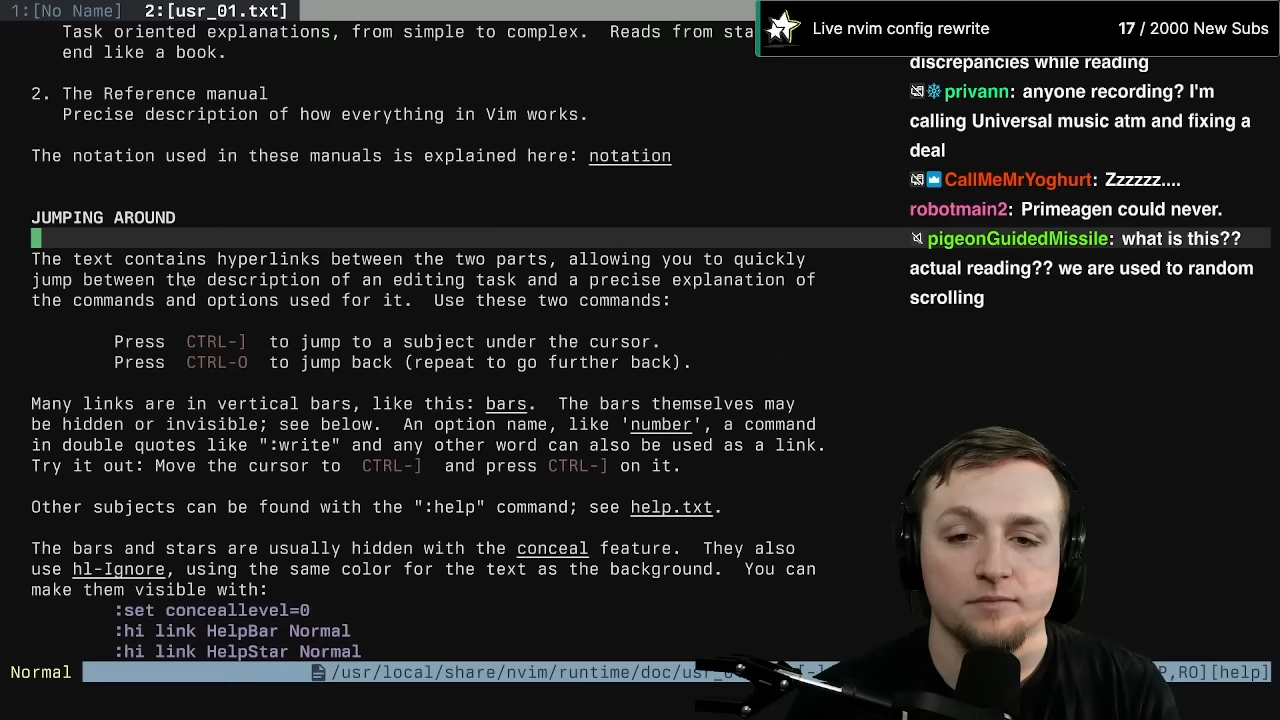 1:[No Name]  2:[usr_01.txt]
Live nvim config rewrite 17 / 2000 New Subs
Task oriented explanations, from simple to complex.  Reads from
end like a book.
2. The Reference manual
Precise description of how everything in Vim works.
The notation used in these manuals is explained here: notation
JUMPING AROUND
The text contains hyperlinks between the two parts, allowing you to quickly
jump between the description of an editing task and a precise explanation of
the commands and options used for it.  Use these two commands:
Press  CTRL-]  to jump to a subject under the cursor.
Press  CTRL-O  to jump back (repeat to go further back).
Many links are in vertical bars, like this: bars.  The bars themselves may
be hidden or invisible; see below.  An option name, like 'number', a command
in double quotes like ":write" and any other word can also be used as a link.
Try it out: Move the cursor to  CTRL-]  and press CTRL-] on it.
Other subjects can be found with the ":help" command; see help.txt.
The bars and stars are usually hidden with the conceal feature.  They also
use hl-Ignore, using the same color for the text as the background.  You can
make them visible with:
:set conceallevel=0
:hi link HelpBar Normal
:hi link HelpStar Normal
Normal /usr/local/share/nvim/runtime/doc/usr_ [-] P,RO][help]
discrepancies while reading
privann: anyone recording? I'm
calling Universal music atm and fixing a
deal
CallMeMrYoghurt: Zzzzzz....
robotmain2: Primeagen could never.
pigeonGuidedMissile: what is this??
actual reading?? we are used to random
scrolling